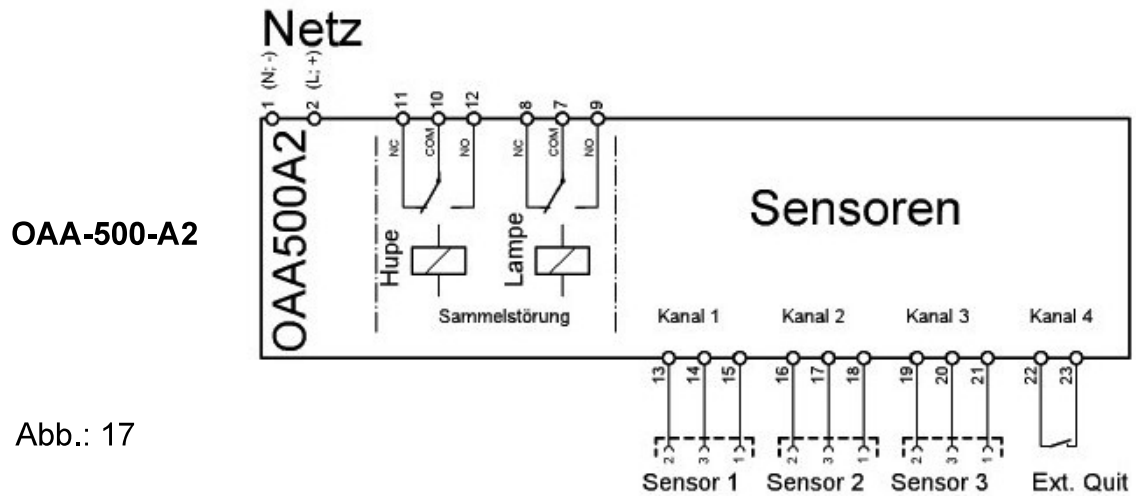 Netz
1 (N; -)
2 (L; +)
11 10 12 8 7 9
OAA500A2
NC COM NO NC COM NO
Sensoren
OAA-500-A2
Hupe
Lampe
Sammelstörung
Kanal 1 Kanal 2 Kanal 3 Kanal 4
13 14 15 16 17 18 19 20 21 22 23
2 3 1 2 3 1 2 3 1
Abb.: 17
Sensor 1 Sensor 2 Sensor 3 Ext. Quit